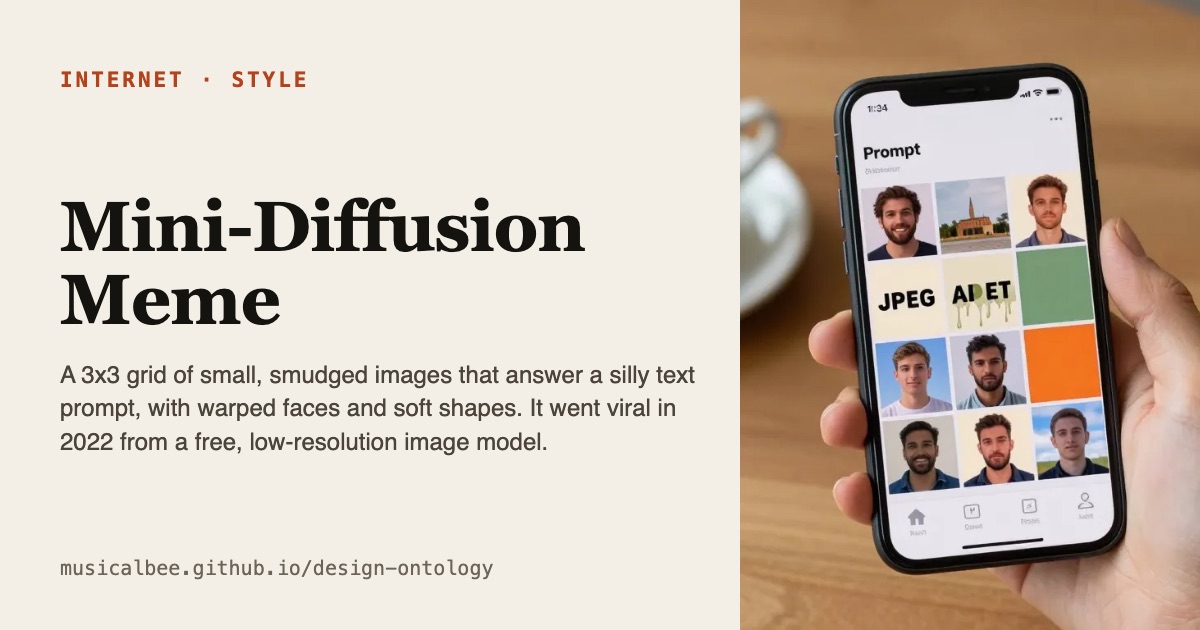 INTERNET · STYLE
Mini-Diffusion
Meme
A 3x3 grid of small, smudged images that answer a silly text
prompt, with warped faces and soft shapes. It went viral in
2022 from a free, low-resolution image model.
musicalbee.github.io/design-ontology
Prompt
JPEG